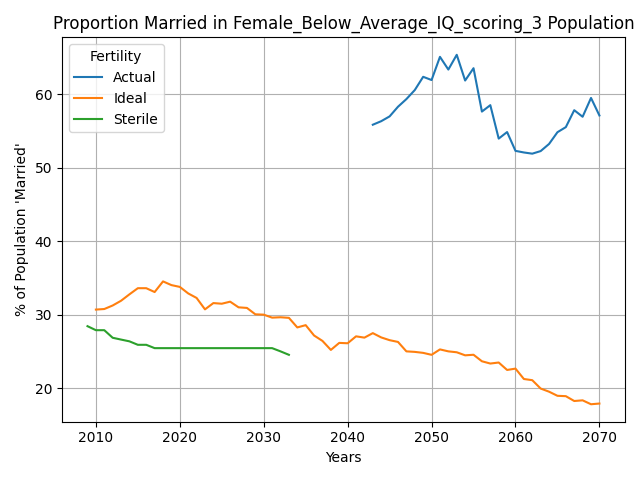 Proportion Married in Female_Below_Average_IQ_scoring_3 Population
Fertility
Actual
Ideal
Sterile
% of Population 'Married'
60
50
40
30
20
2010 2020 2030 2040 2050 2060 2070
Years